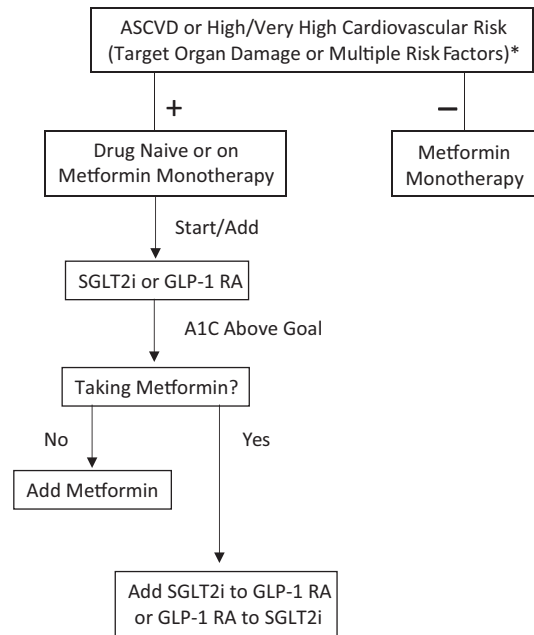 ASCVD or High/Very High Cardiovascular Risk
(Target Organ Damage or Multiple Risk Factors)*
+
−
Drug Naive or on
Metformin Monotherapy
Metformin
Monotherapy
Start/Add
SGLT2i or GLP-1 RA
A1C Above Goal
Taking Metformin?
No
Yes
Add Metformin
Add SGLT2i to GLP-1 RA
or GLP-1 RA to SGLT2i